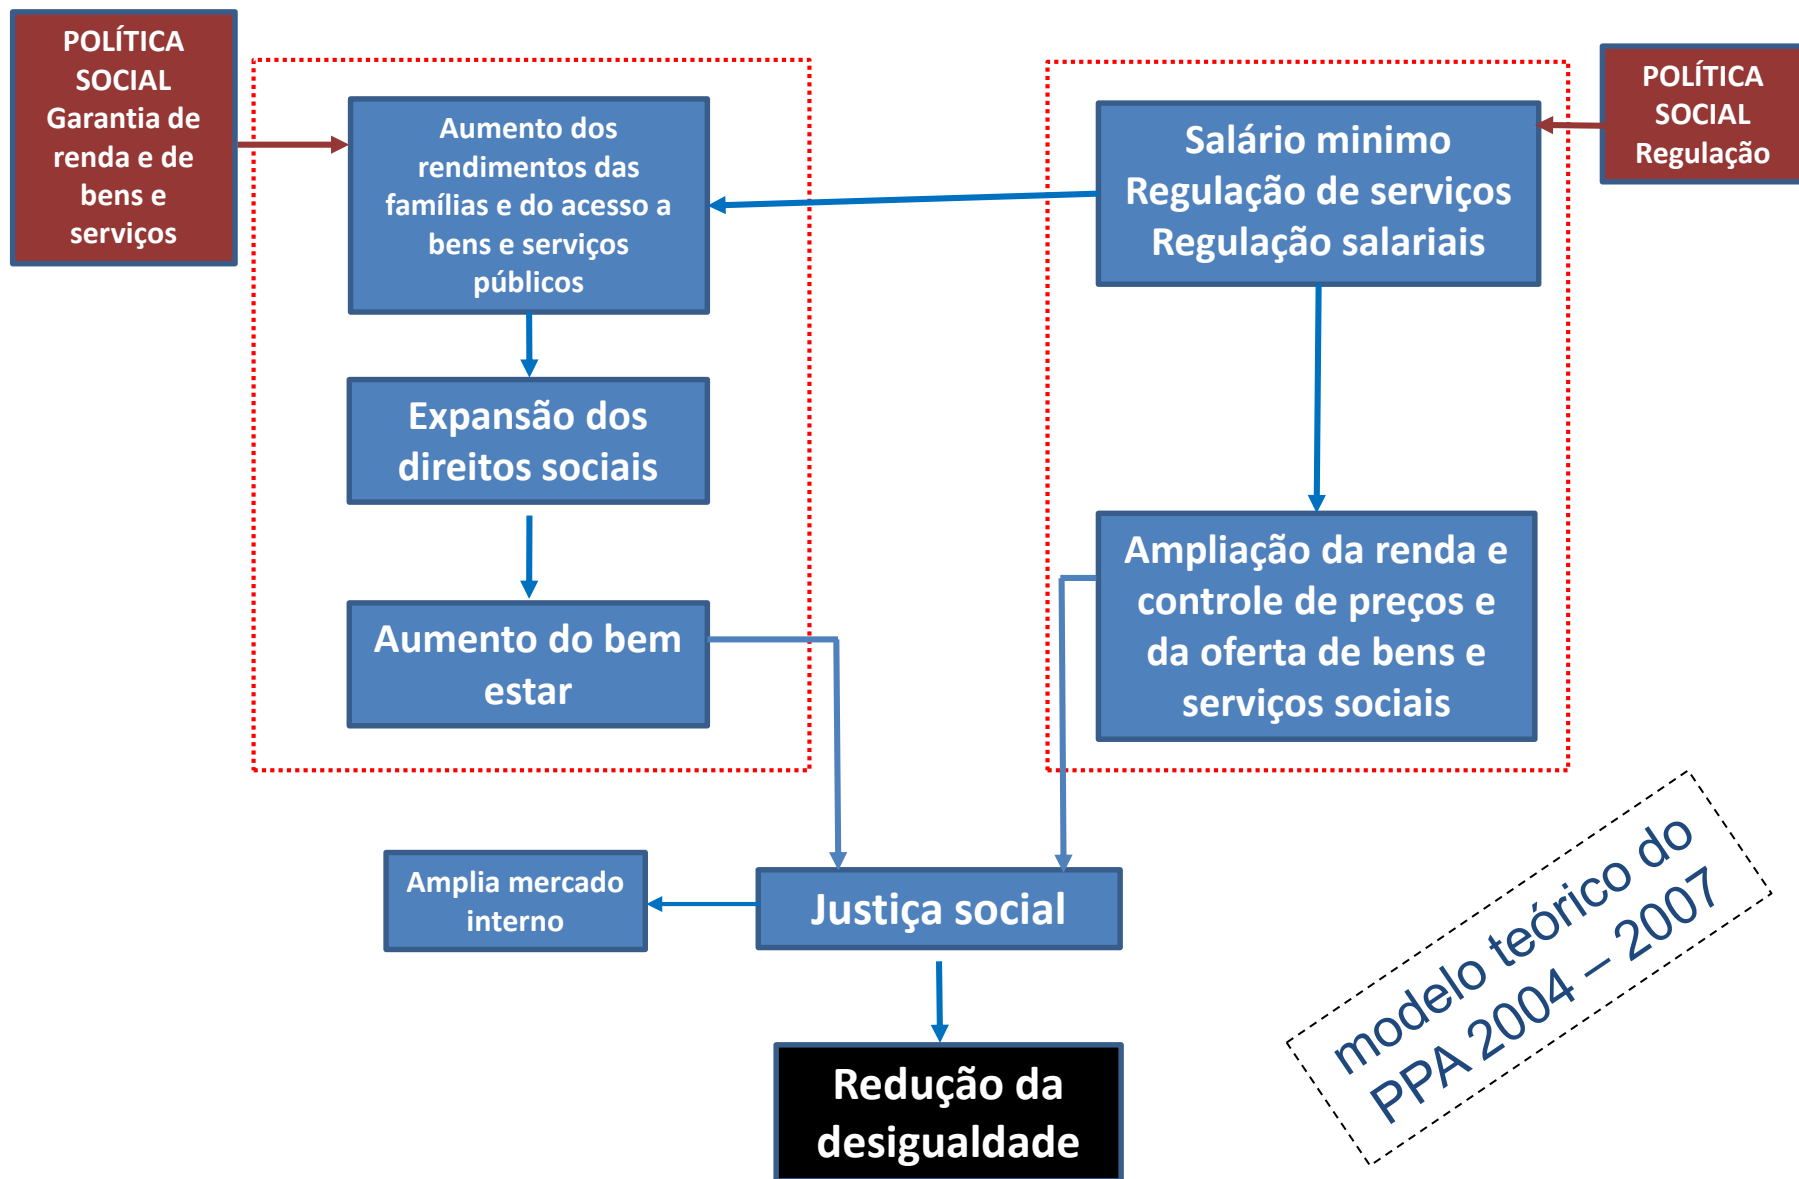 POLÍTICA
SOCIAL
Garantia de
renda e de
bens e
serviços
Aumento dos
rendimentos das
famílias e do acesso a
bens e serviços
públicos
Salário minimo
Regulação de serviços
Regulação salariais
POLÍTICA
SOCIAL
Regulação
Expansão dos
direitos sociais
Aumento do bem
estar
Ampliação da renda e
controle de preços e
da oferta de bens e
serviços sociais
Amplia mercado
interno
Justiça social
Redução da
desigualdade
modelo teórico do
PPA 2004 – 2007